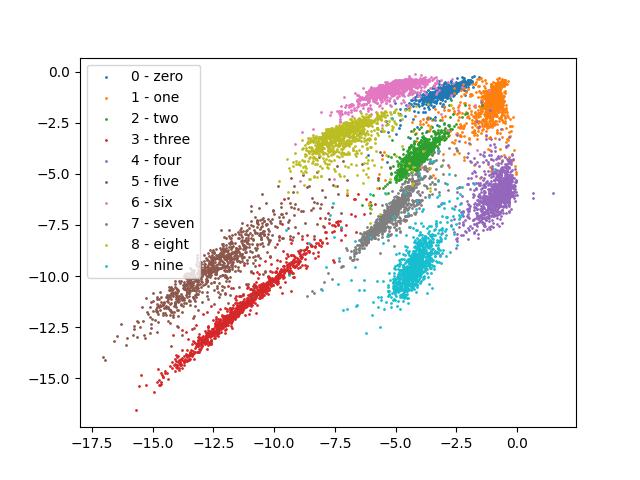 0.0
−2.5
−5.0
−7.5
−10.0
−12.5
−15.0
0 - zero
1 - one
2 - two
3 - three
4 - four
5 - five
6 - six
7 - seven
8 - eight
9 - nine
−17.5 −15.0 −12.5 −10.0 −7.5 −5.0 −2.5 0.0